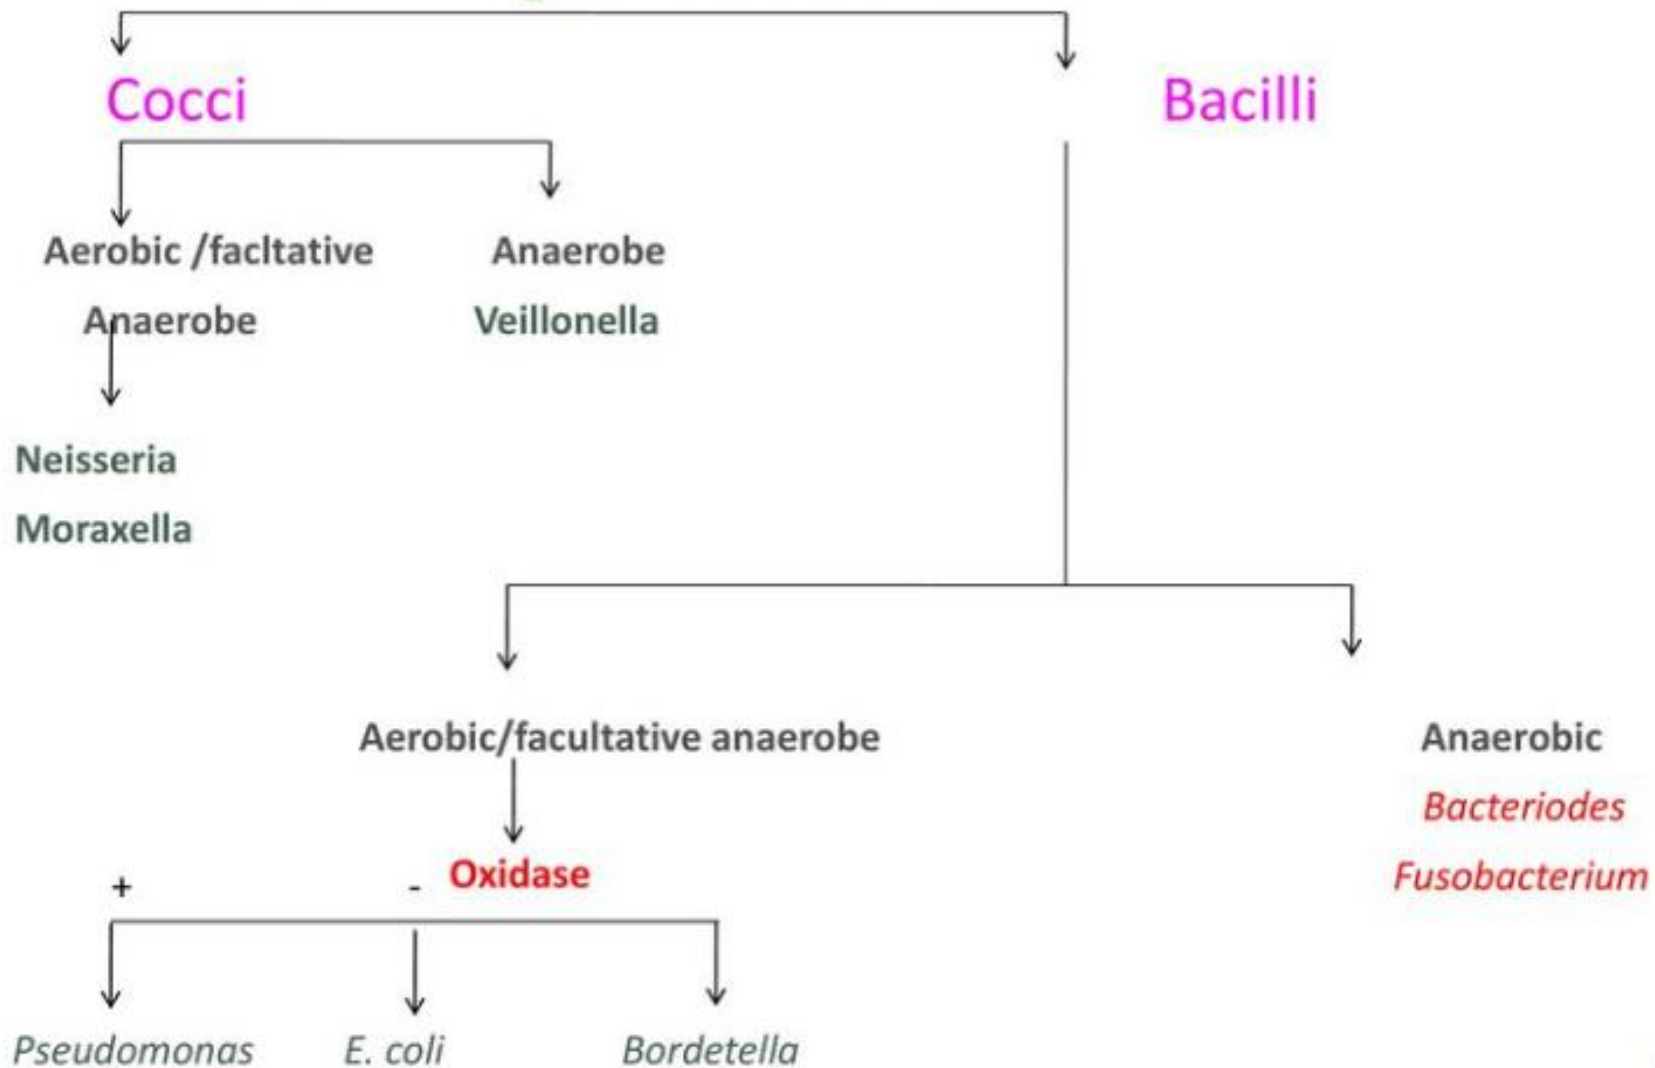 Cocci
Bacilli
Aerobic /facltative
Anaerobe
Anaerobe
Veillonella
Neisseria
Moraxella
Aerobic/facultative anaerobe
Anaerobic
Bacteriodes
Fusobacterium
+
-
Oxidase
Pseudomonas
E. coli
Bordetella